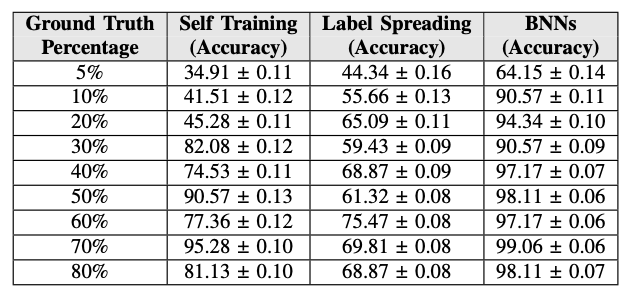 Ground Truth Percentage | Self Training (Accuracy) | Label Spreading (Accuracy) | BNNs (Accuracy)
5% | 34.91 ± 0.11 | 44.34 ± 0.16 | 64.15 ± 0.14
10% | 41.51 ± 0.12 | 55.66 ± 0.13 | 90.57 ± 0.11
20% | 45.28 ± 0.11 | 65.09 ± 0.11 | 94.34 ± 0.10
30% | 82.08 ± 0.12 | 59.43 ± 0.09 | 90.57 ± 0.09
40% | 74.53 ± 0.11 | 68.87 ± 0.09 | 97.17 ± 0.07
50% | 90.57 ± 0.13 | 61.32 ± 0.08 | 98.11 ± 0.06
60% | 77.36 ± 0.12 | 75.47 ± 0.08 | 97.17 ± 0.06
70% | 95.28 ± 0.10 | 69.81 ± 0.08 | 99.06 ± 0.06
80% | 81.13 ± 0.10 | 68.87 ± 0.08 | 98.11 ± 0.07